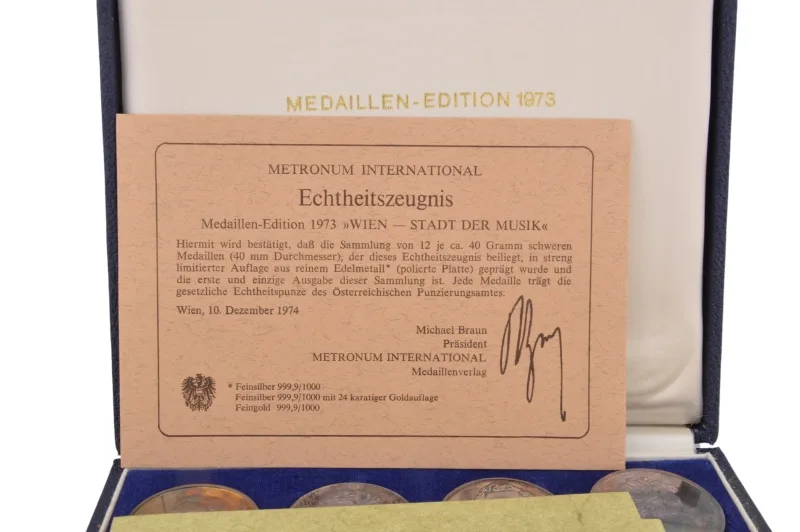 MEDAILLEN-EDITION 1973
METRONUM INTERNATIONAL
Echtheitszeugnis
Medaillen-Edition 1973 »WIEN — STADT DER MUSIK«
Hiermit wird bestätigt, daß die Sammlung von 12 je ca. 40 Gramm schweren
Medaillen (40 mm Durchmesser), der dieses Echtheitszeugnis beiliegt, in streng
limitierter Auflage aus reinem Edelmetall* (polierte Platte) geprägt wurde und
die erste und einzige Ausgabe dieser Sammlung ist. Jede Medaille trägt die
gesetzliche Echtheitspunze des Österreichischen Punzierungsamtes.
Wien, 10. Dezember 1974
Michael Braun
Präsident
METRONUM INTERNATIONAL
Medaillenverlag
* Feinsilber 999,9/1000
Feinsilber 999,9/1000 mit 24 karatiger Goldauflage
Feingold 999,9/1000